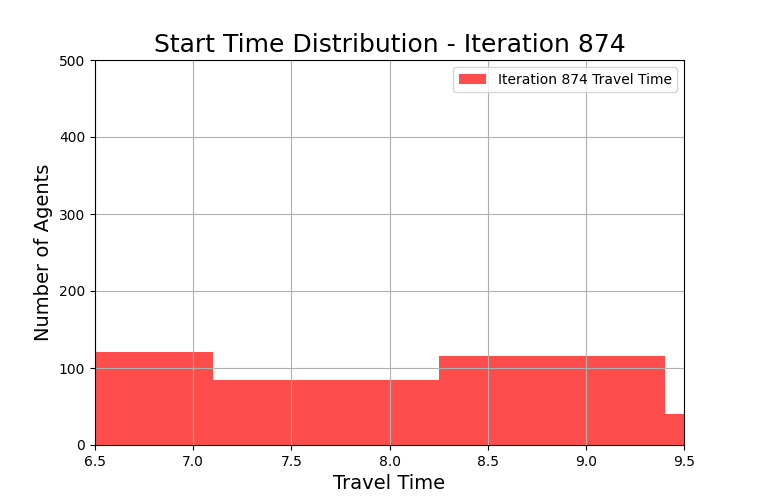 Start Time Distribution - Iteration 874
Iteration 874 Travel Time
Number of Agents
500
400
300
200
100
0
6.5 7.0 7.5 8.0 8.5 9.0 9.5
Travel Time